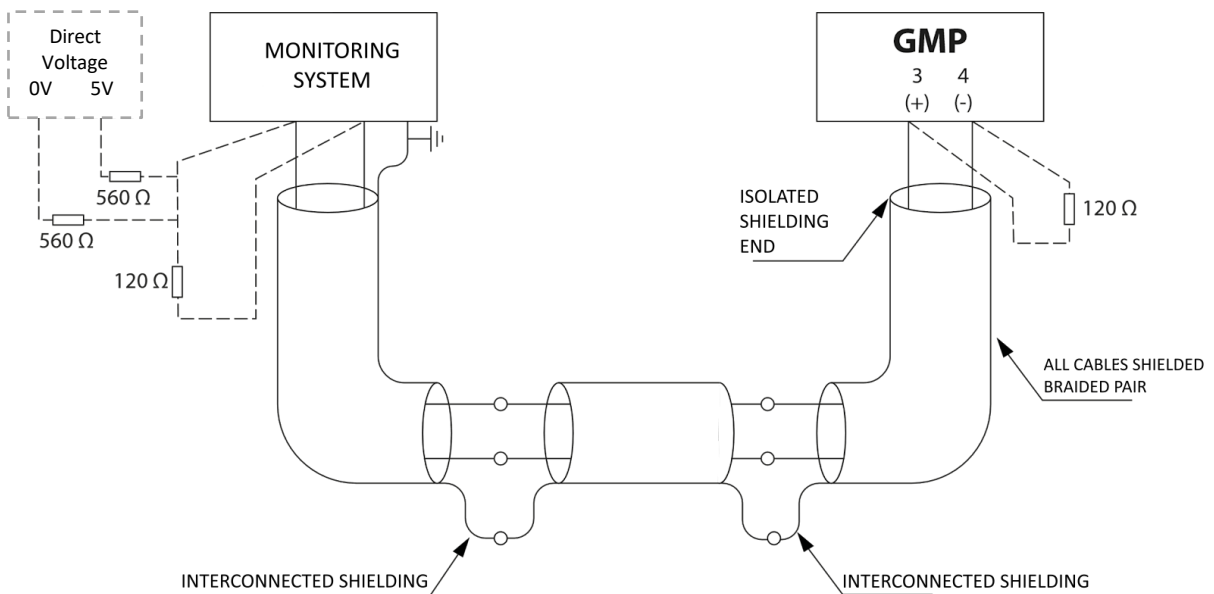 Direct
Voltage
0V 5V
MONITORING
SYSTEM
GMP
3 4
(+) (-)
560 Ω
560 Ω
120 Ω
ISOLATED
SHIELDING
END
120 Ω
ALL CABLES SHIELDED
BRAIDED PAIR
INTERCONNECTED SHIELDING
INTERCONNECTED SHIELDING